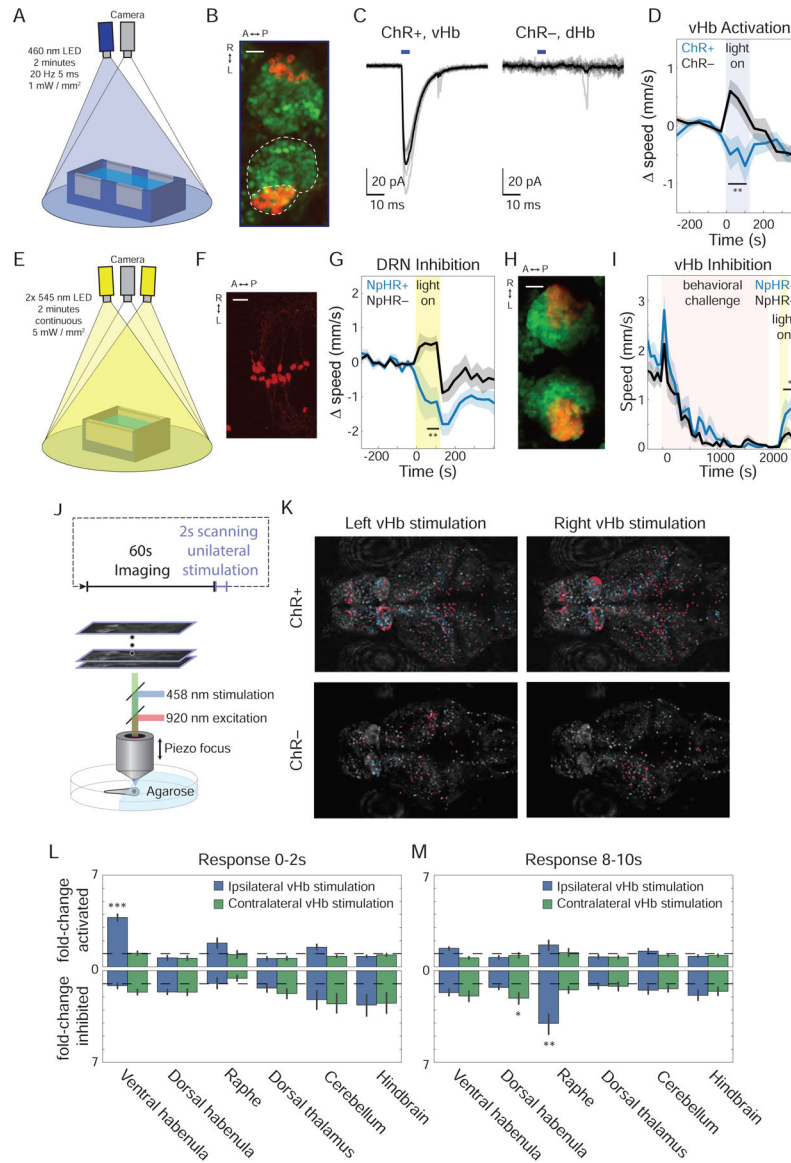 A
Camera
460 nm LED
2 minutes
20 Hz 5 ms
1 mW / mm²
B
A↔P
R
↕
L
C
ChR+, vHb
ChR–, dHb
20 pA
10 ms
20 pA
10 ms
D
vHb Activation
ChR+
ChR–
light
on
Δ speed (mm/s)
1
0
-1
**
-200
0
200
Time (s)
E
Camera
2x 545 nm LED
2 minutes
continuous
5 mW / mm²
F
A↔P
R
↕
L
G
DRN Inhibition
NpHR+
NpHR–
light
on
Δ speed (mm/s)
2
1
0
-1
-2
**
-200
0
200
Time (s)
H
A↔P
R
↕
L
I
vHb Inhibition
behavioral
challenge
NpHR
NpHR
light
on
Speed (mm/s)
4
3
2
1
0
0
1000
2000
Time (s)
J
2s scanning
60s
unilateral
Imaging
stimulation
458 nm stimulation
920 nm excitation
Piezo focus
Agarose
K
Left vHb stimulation
Right vHb stimulation
ChR+
ChR–
L
Response 0-2s
Ipsilateral vHb stimulation
Contralateral vHb stimulation
7
0
7
fold-change
activated
fold-change
inhibited
***
Ventral habenula
Dorsal habenula
Raphe
Dorsal thalamus
Cerebellum
Hindbrain
M
Response 8-10s
Ipsilateral vHb stimulation
Contralateral vHb stimulation
7
0
7
*
**
Ventral habenula
Dorsal habenula
Raphe
Dorsal thalamus
Cerebellum
Hindbrain